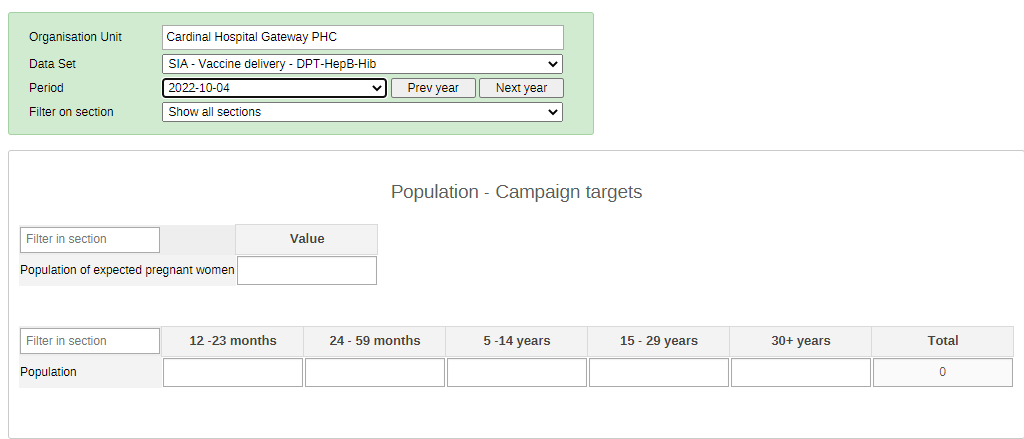 Organisation Unit Cardinal Hospital Gateway PHC
Data Set SIA - Vaccine delivery - DPT-HepB-Hib
Period 2022-10-04 Prev year Next year
Filter on section Show all sections
Population - Campaign targets
Filter in section Value
Population of expected pregnant women
Filter in section 12 -23 months 24 - 59 months 5 -14 years 15 - 29 years 30+ years Total
Population 0